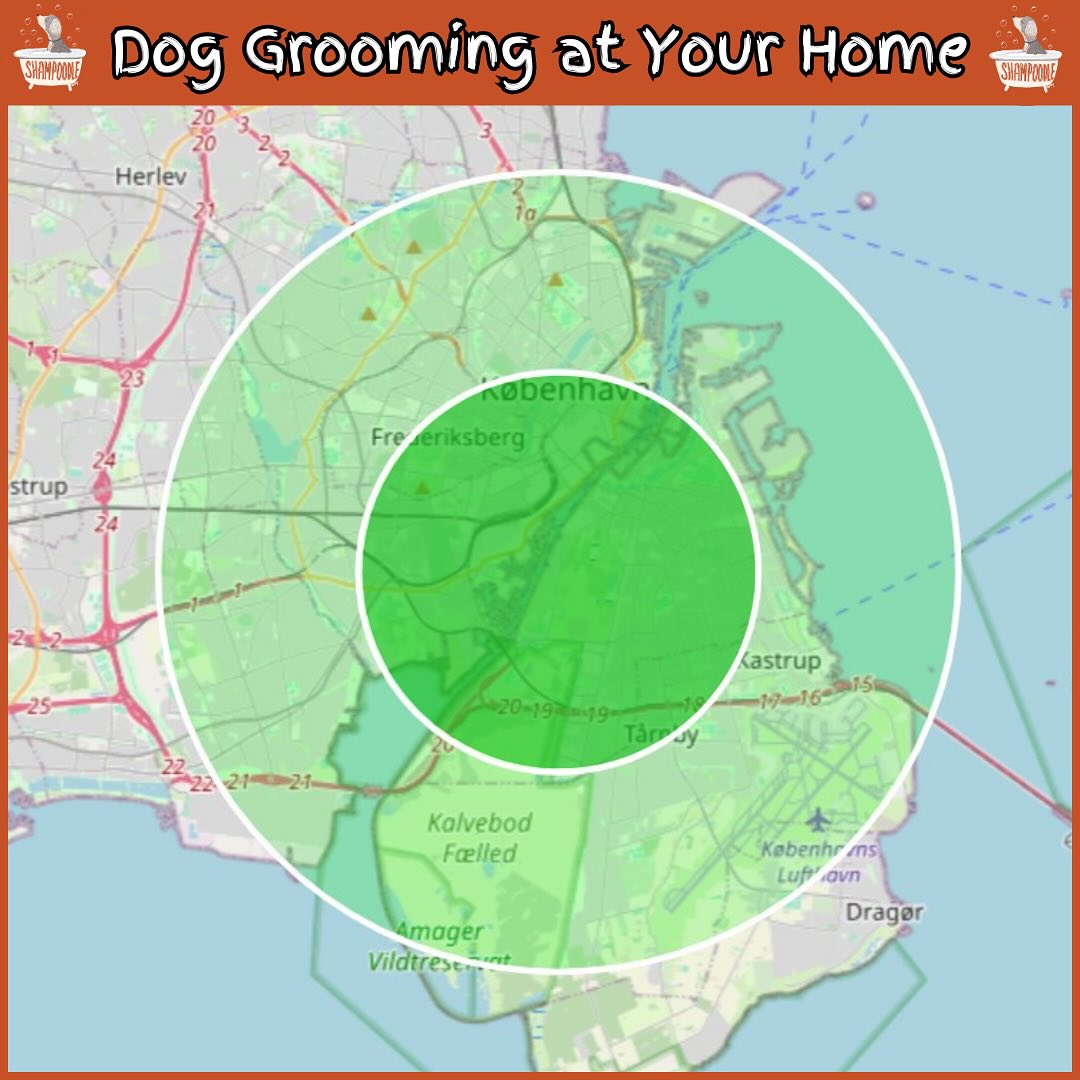 SHAMPOODLE
Dog Grooming at Your Home
SHAMPOODLE
20
20
3
2
2
3
2
1a
Herlev
21
1
1
23
København
Frederiksberg
24
strup
24
1
1
2
2
Kastrup
25
20
19
19
18
17
16
15
Tårnby
20
22
22
21
21
Kalvebod
Fælled
Københavns
Lufthavn
Dragør
Amager
Vildtreservat